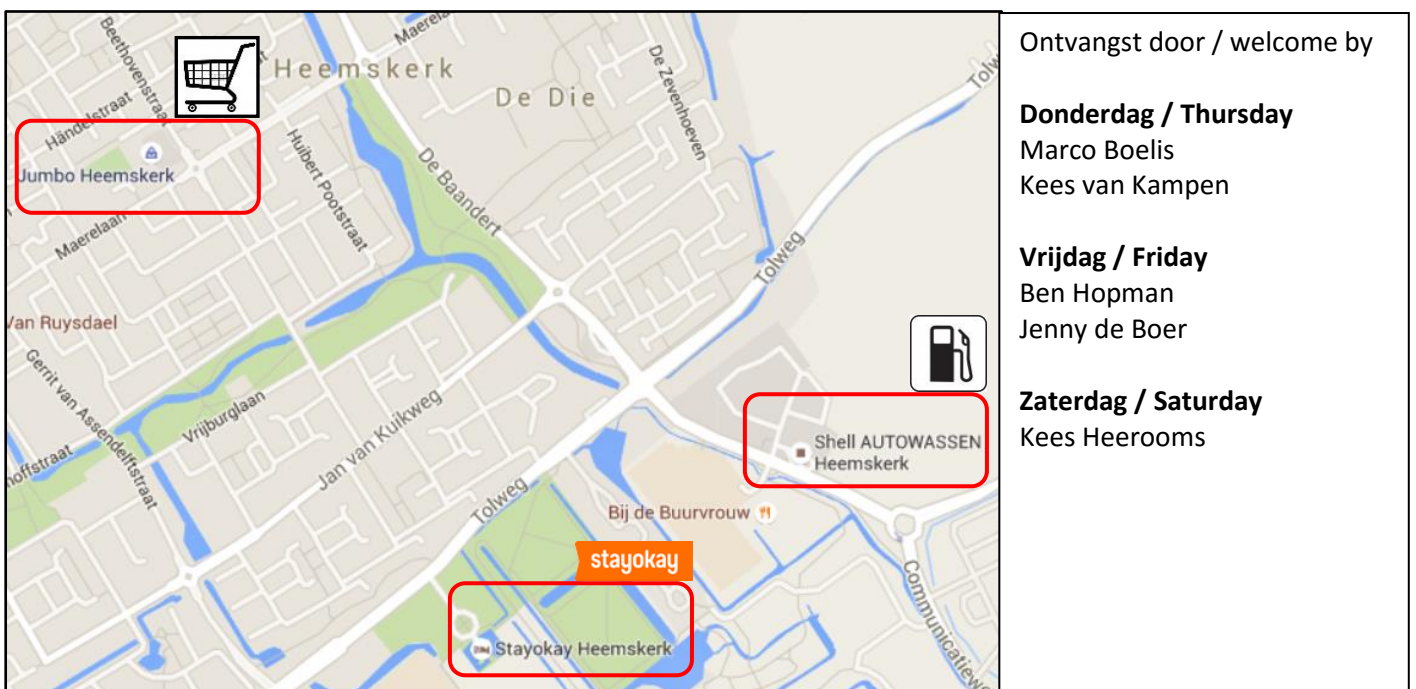 Beethovenstraat
Maerelaan
Heemskerk
De Die
De Zevenhoeven
Tolweg
Händelstraat
Jumbo Heemskerk
Huibert Pootstraat
De Baandert
Maerelaan
Tolweg
Van Ruysdael
Gerrit van Assendelftstraat
Vrijburglaan
Jan van Kuikweg
Shell AUTOWASSEN
Heemskerk
Tolweg
Bij de Buurvrouw
stayokay
Stayokay Heemskerk
Ontvangst door / welcome by
Donderdag / Thursday
Marco Boelis
Kees van Kampen
Vrijdag / Friday
Ben Hopman
Jenny de Boer
Zaterdag / Saturday
Kees Heerooms